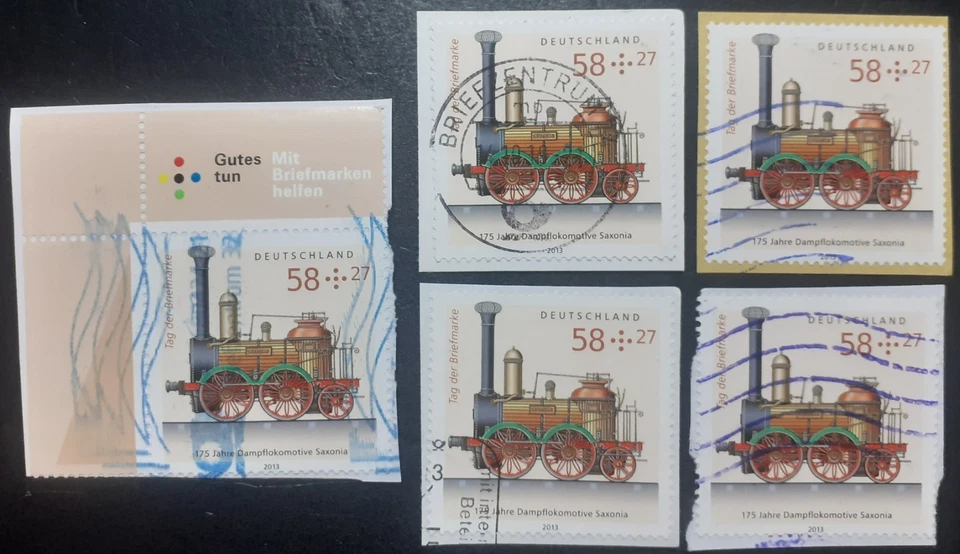 Gutes tun
Mit Briefmarken helfen
DEUTSCHLAND
58 27
Tag der Briefmarke
175 Jahre Dampflokomotive Saxonia
2013
DEUTSCHLAND
58 27
Tag der Briefmarke
BRIEFZENTRUM
175 Jahre Dampflokomotive Saxonia
2013
DEUTSCHLAND
58 27
Tag der Briefmarke
175 Jahre Dampflokomotive Saxonia
2013
DEUTSCHLAND
58 27
Tag der Briefmarke
3
175 Jahre Dampflokomotive Saxonia
2013
DEUTSCHLAND
58 27
Tag der Briefmarke
175 Jahre Dampflokomotive Saxonia
2013